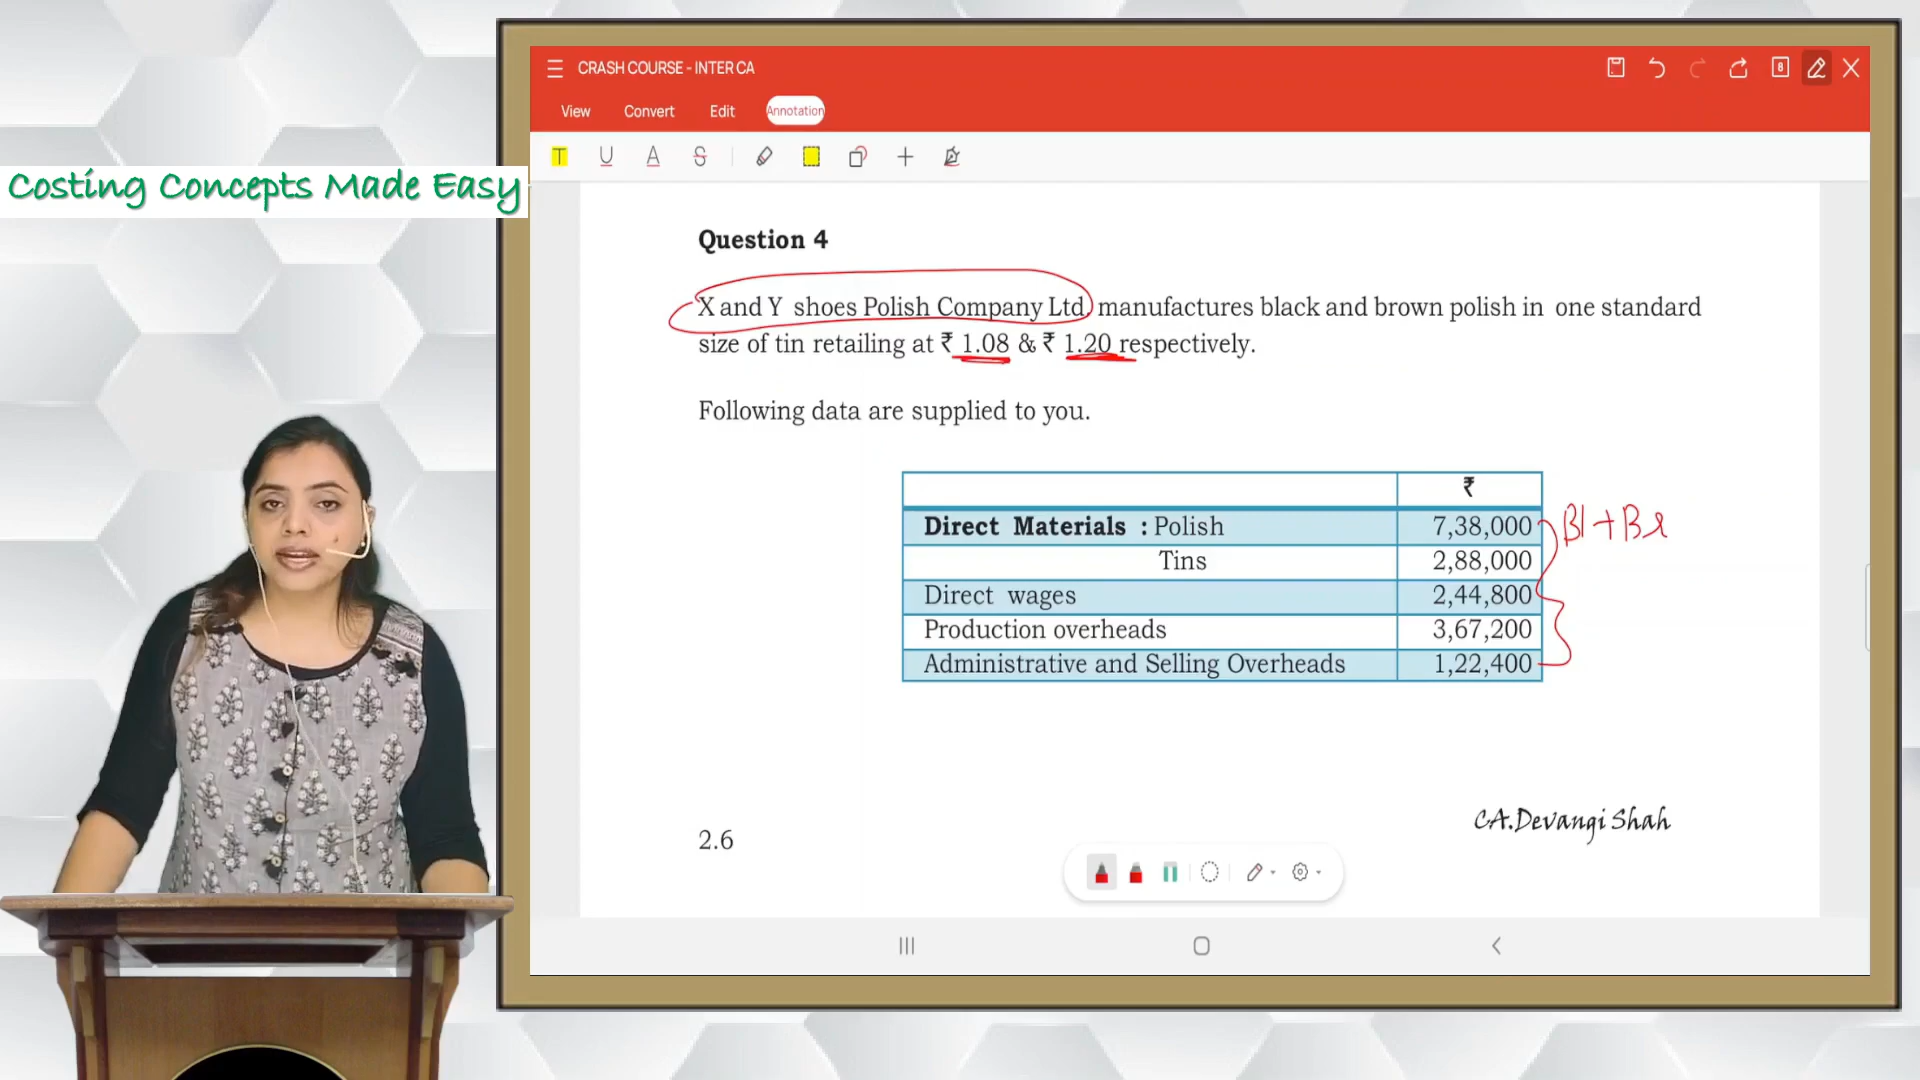 Costing Concepts Made Easy
CRASH COURSE - INTER CA
View Convert Edit Annotation
T U A S
Question 4
X and Y shoes Polish Company Ltd. manufactures black and brown polish in one standard
size of tin retailing at ₹ 1.08 & ₹ 1.20 respectively.
Following data are supplied to you.
₹
Direct Materials : Polish 7,38,000
Tins 2,88,000
Direct wages 2,44,800
Production overheads 3,67,200
Administrative and Selling Overheads 1,22,400
Bl + Br
CA.Devangi Shah
2.6